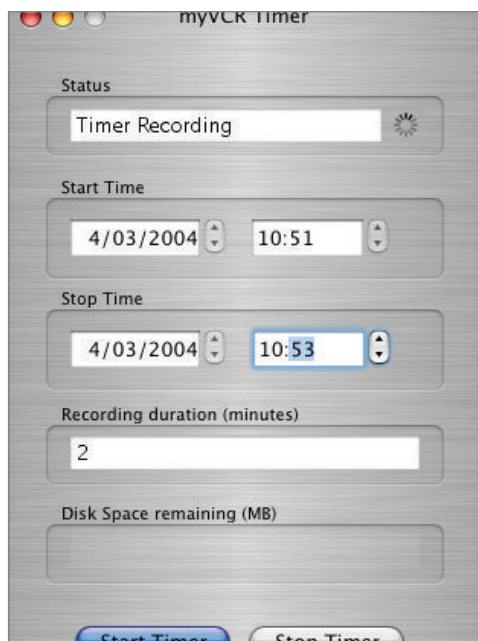 myVCR Timer
Status
Timer Recording
Start Time
4/03/2004 10:51
Stop Time
4/03/2004 10:53
Recording duration (minutes)
2
Disk Space remaining (MB)
Start Timer Stop Timer